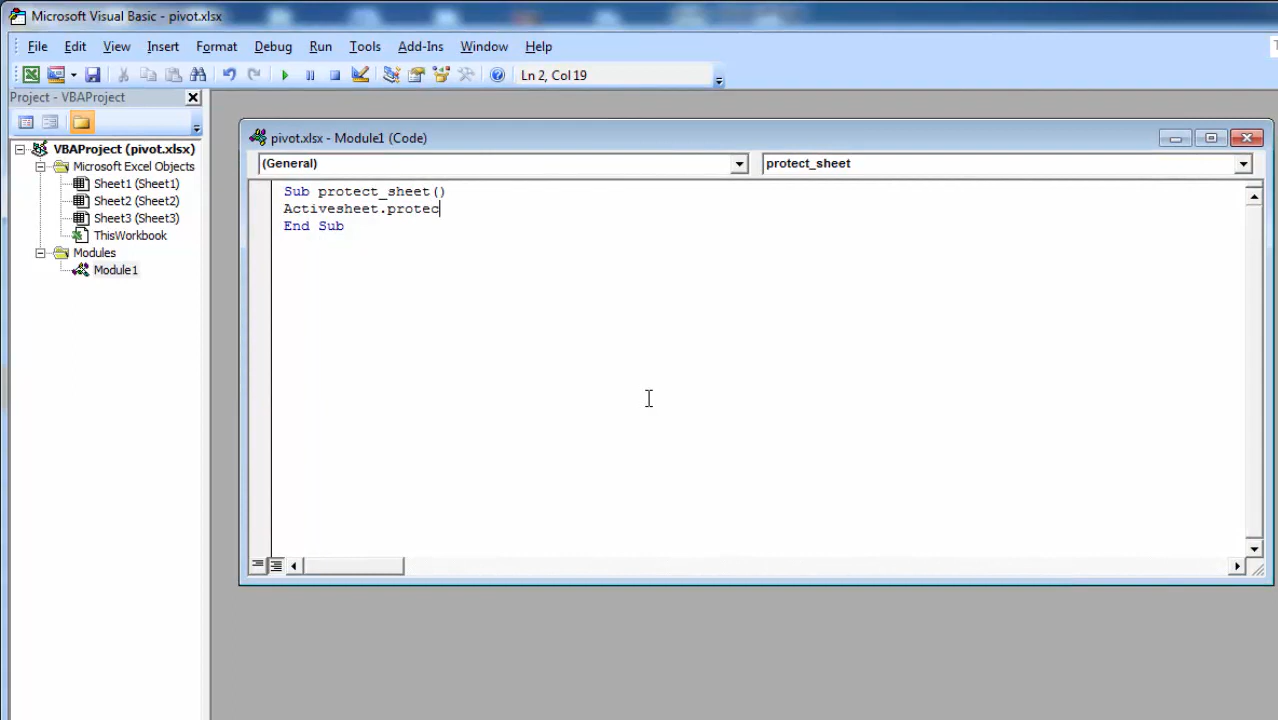 Microsoft Visual Basic - pivot.xlsx
File Edit View Insert Format Debug Run Tools Add-Ins Window Help
Ln 2, Col 19
Project - VBAProject
pivot.xlsx - Module1 (Code)
(General) protect_sheet
VBAProject (pivot.xlsx)
Microsoft Excel Objects
Sheet1 (Sheet1)
Sheet2 (Sheet2)
Sheet3 (Sheet3)
ThisWorkbook
Modules
Module1
Sub protect_sheet()
Activesheet.protec
End Sub